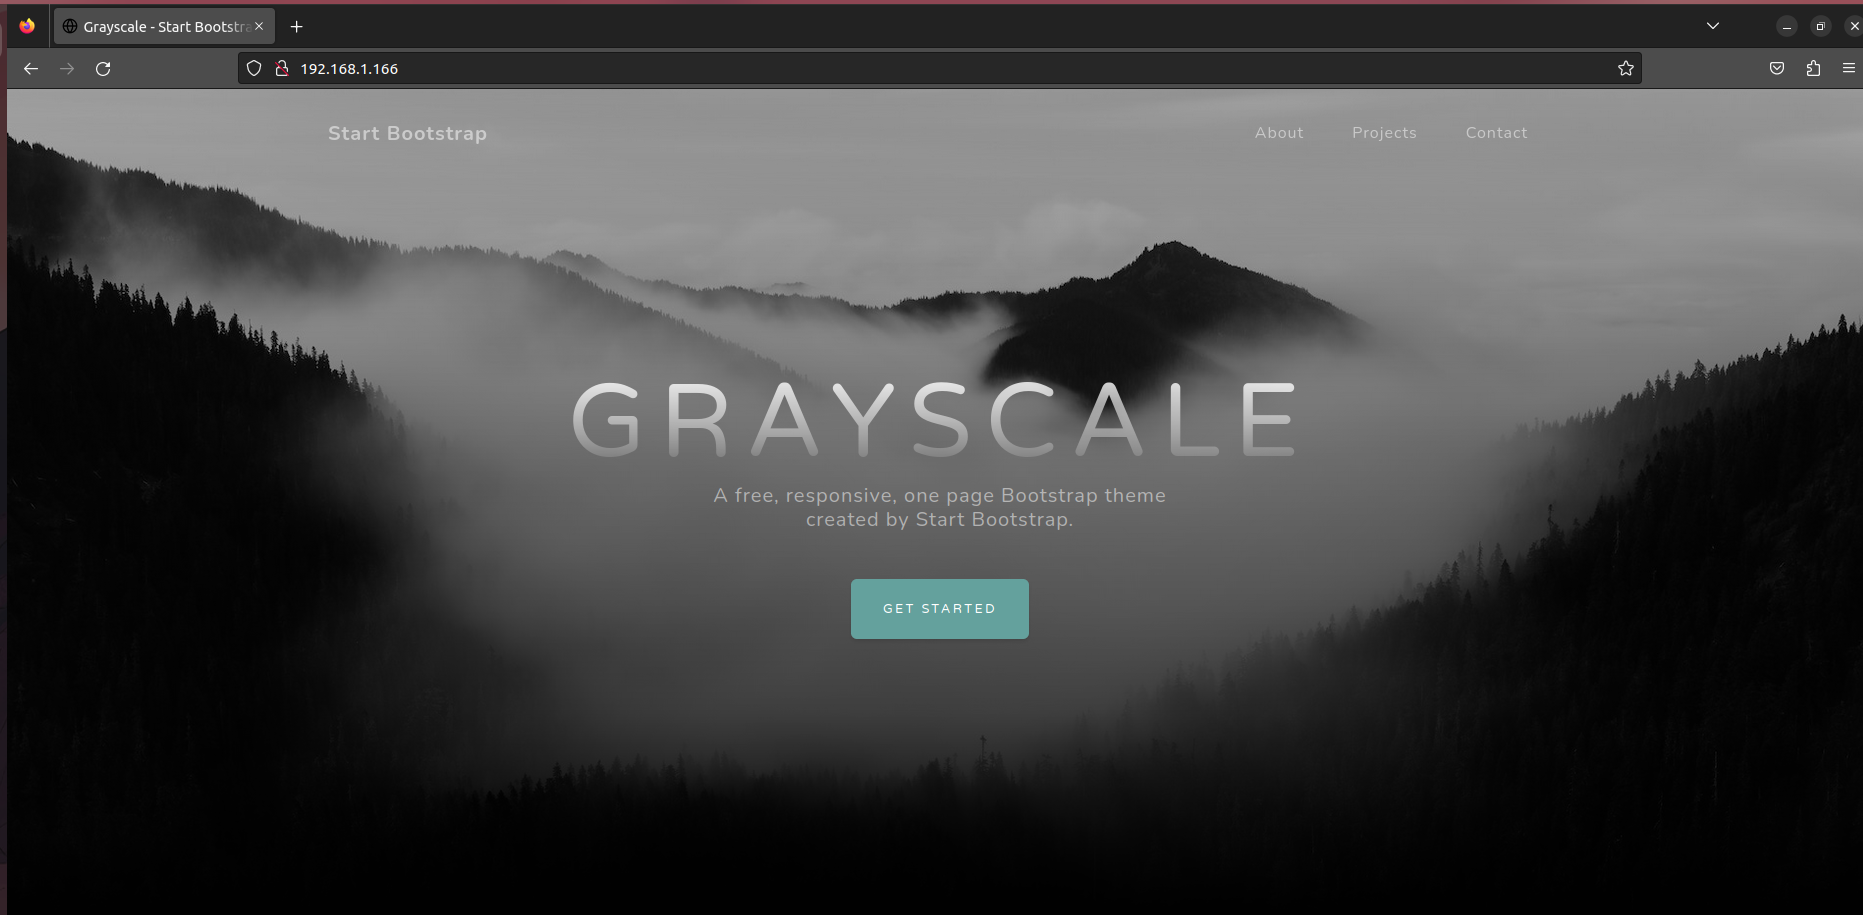 Grayscale - Start Bootstra
192.168.1.166
Start Bootstrap
About
Projects
Contact
GRAYSCALE
A free, responsive, one page Bootstrap theme
created by Start Bootstrap.
GET STARTED